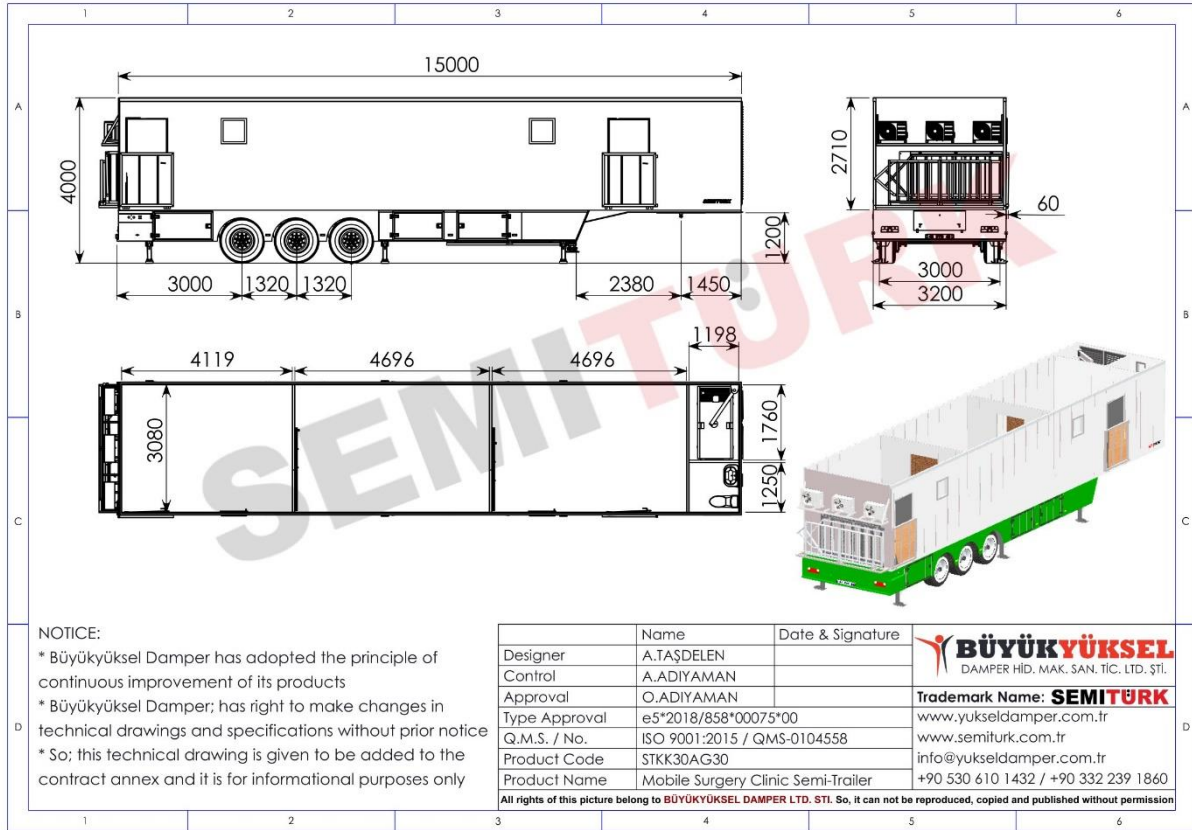 1 2 3 4 5 6
A A
15000
4000
2710
60
1200
SEMITÜRK
3000 1320 1320 2380 1450
3000
3200
B B
1198
4119 4696 4696
3080
1760
1250
SEMITÜRK
C C
NOTICE:
* Büyükyüksel Damper has adopted the principle of
continuous improvement of its products
* Büyükyüksel Damper; has right to make changes in
technical drawings and specifications without prior notice
* So; this technical drawing is given to be added to the
contract annex and it is for informational purposes only
D D
Name Date & Signature
Designer A.TAŞDELEN
Control A.ADIYAMAN
Approval O.ADIYAMAN
Type Approval e5*2018/858*00075*00
Q.M.S. / No. ISO 9001:2015 / QMS-0104558
Product Code STKK30AG30
Product Name Mobile Surgery Clinic Semi-Trailer
BÜYÜKYÜKSEL
DAMPER HİD. MAK. SAN. TİC. LTD. ŞTİ.
Trademark Name: SEMITÜRK
www.yukseldamper.com.tr
www.semiturk.com.tr
info@yukseldamper.com.tr
+90 530 610 1432 / +90 332 239 1860
All rights of this picture belong to BÜYÜKYÜKSEL DAMPER LTD. STI. So, it can not be reproduced, copied and published without permission
1 2 3 4 5 6